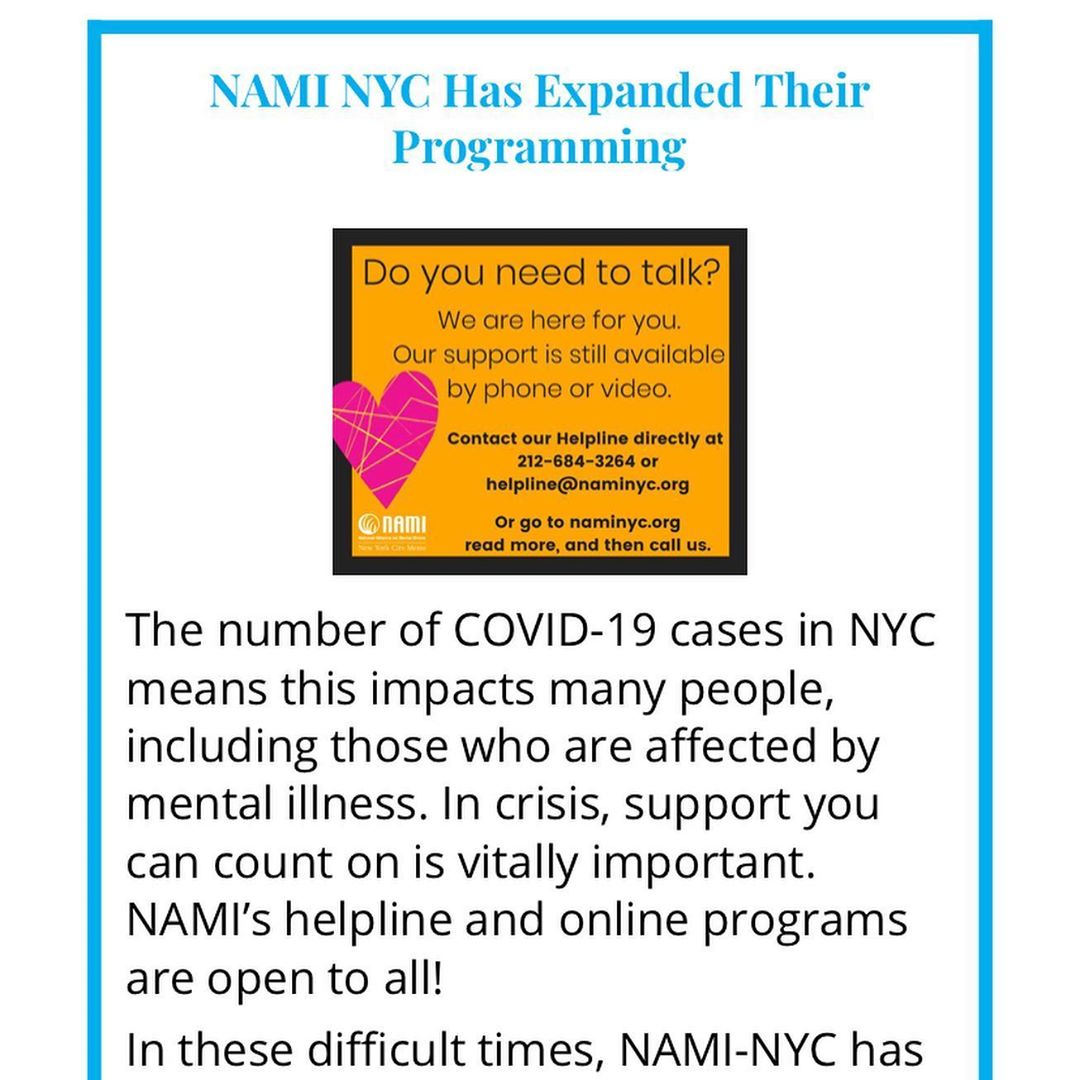 NAMI NYC Has Expanded Their
Programming
Do you need to talk?
We are here for you.
Our support is still available
by phone or video.
Contact our Helpline directly at
212-684-3264 or
helpline@naminyc.org
Or go to naminyc.org
read more, and then call us.
NAMI
National Alliance on Mental Illness
New York City Metro
The number of COVID-19 cases in NYC
means this impacts many people,
including those who are affected by
mental illness. In crisis, support you
can count on is vitally important.
NAMI’s helpline and online programs
are open to all!
In these difficult times, NAMI-NYC has